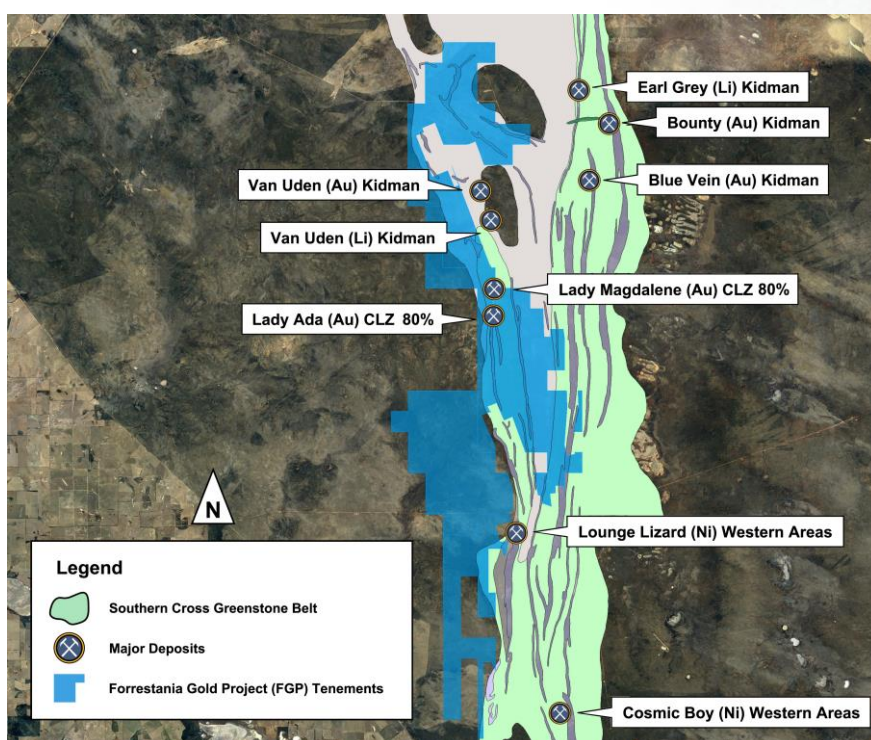 Earl Grey (Li) Kidman
Bounty (Au) Kidman
Van Uden (Au) Kidman
Blue Vein (Au) Kidman
Van Uden (Li) Kidman
Lady Magdalene (Au) CLZ 80%
Lady Ada (Au) CLZ 80%
N
Lounge Lizard (Ni) Western Areas
Legend
Southern Cross Greenstone Belt
Major Deposits
Forrestania Gold Project (FGP) Tenements
Cosmic Boy (Ni) Western Areas